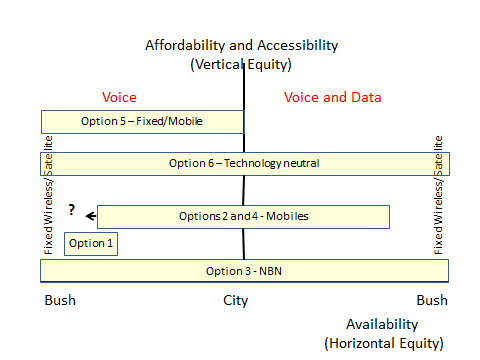 Affordability and Accessibility
(Vertical Equity)
Voice
Voice and Data
Option 5 – Fixed/Mobile
Fixed Wireless/Satellite
Option 6 – Technology neutral
Fixed Wireless/Satellite
?
Options 2 and 4 - Mobiles
Option 1
Option 3 - NBN
Bush
City
Bush
Availability
(Horizontal Equity)